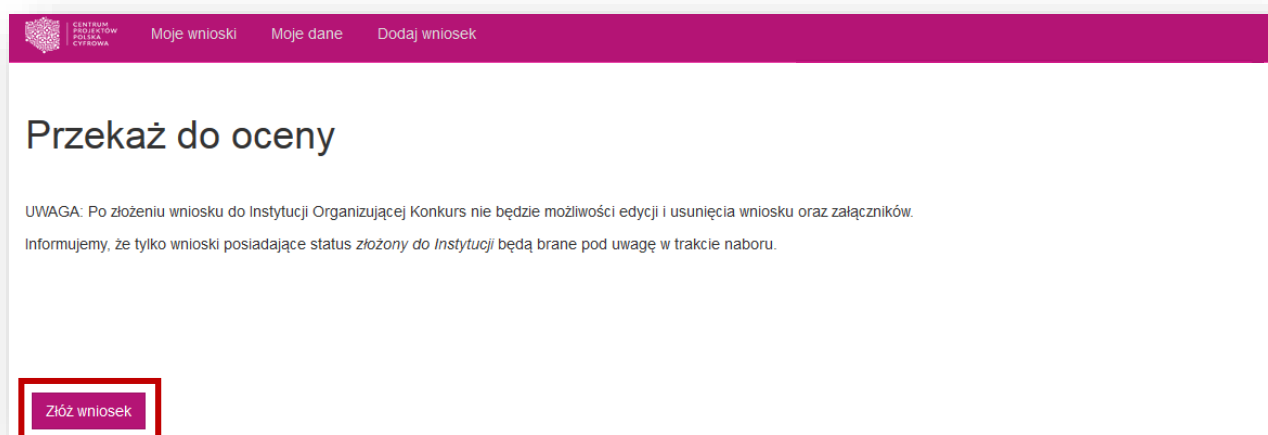 CENTRUM
PROJEKTÓW
POLSKA
CYFROWA
Moje wnioski Moje dane Dodaj wniosek
Przekaż do oceny
UWAGA: Po złożeniu wniosku do Instytucji Organizującej Konkurs nie będzie możliwości edycji i usunięcia wniosku oraz załączników.
Informujemy, że tylko wnioski posiadające status złożony do Instytucji będą brane pod uwagę w trakcie naboru.
Złóż wniosek